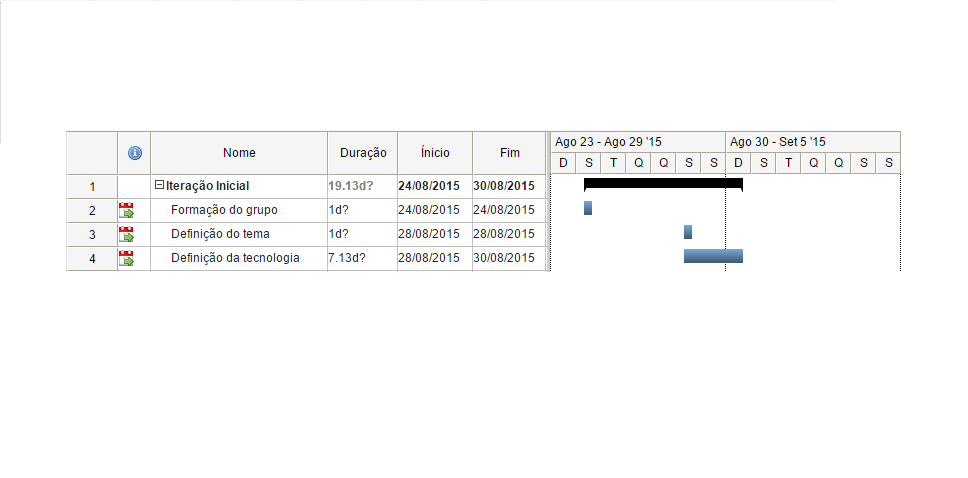 Nome Duração Ínicio Fim Ago 23 - Ago 29 '15 Ago 30 - Set 5 '15
D S T Q Q S S D S T Q Q S S
1 Iteração Inicial 19.13d? 24/08/2015 30/08/2015
2 Formação do grupo 1d? 24/08/2015 24/08/2015
3 Definição do tema 1d? 28/08/2015 28/08/2015
4 Definição da tecnologia 7.13d? 28/08/2015 30/08/2015